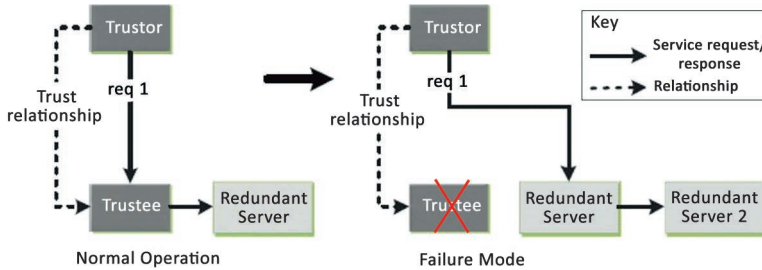 Trustor
req 1
Trust
relationship
Trustee
Redundant
Server
Normal Operation
Trustor
req 1
Trust
relationship
Trustee
Redundant
Server
Redundant
Server 2
Failure Mode
Key
Service request/
response
Relationship